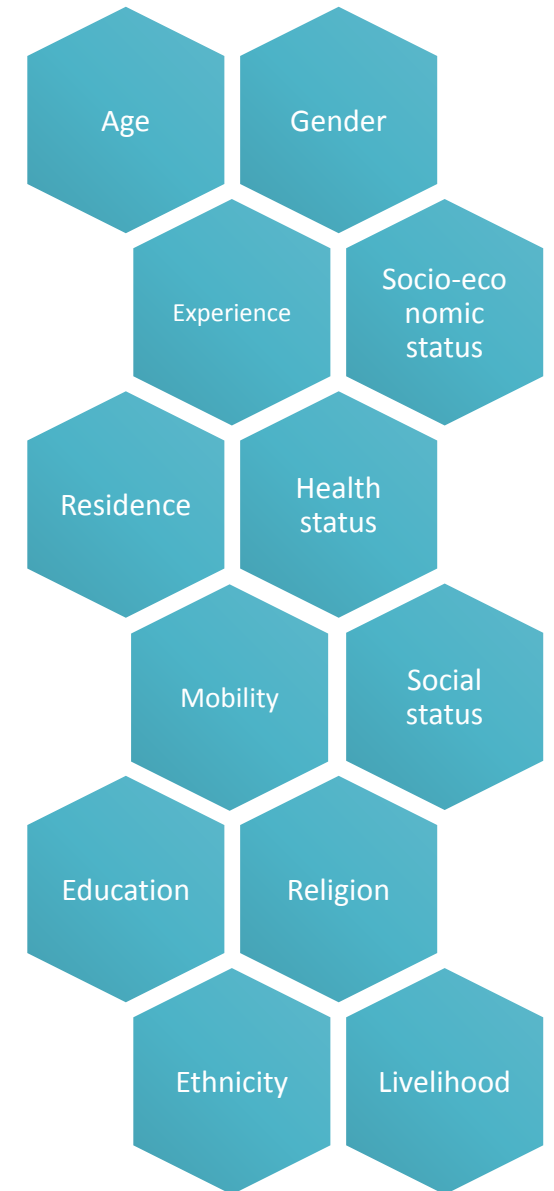 Age
Gender
Experience
Socio-eco
nomic
status
Residence
Health
status
Mobility
Social
status
Education
Religion
Ethnicity
Livelihood